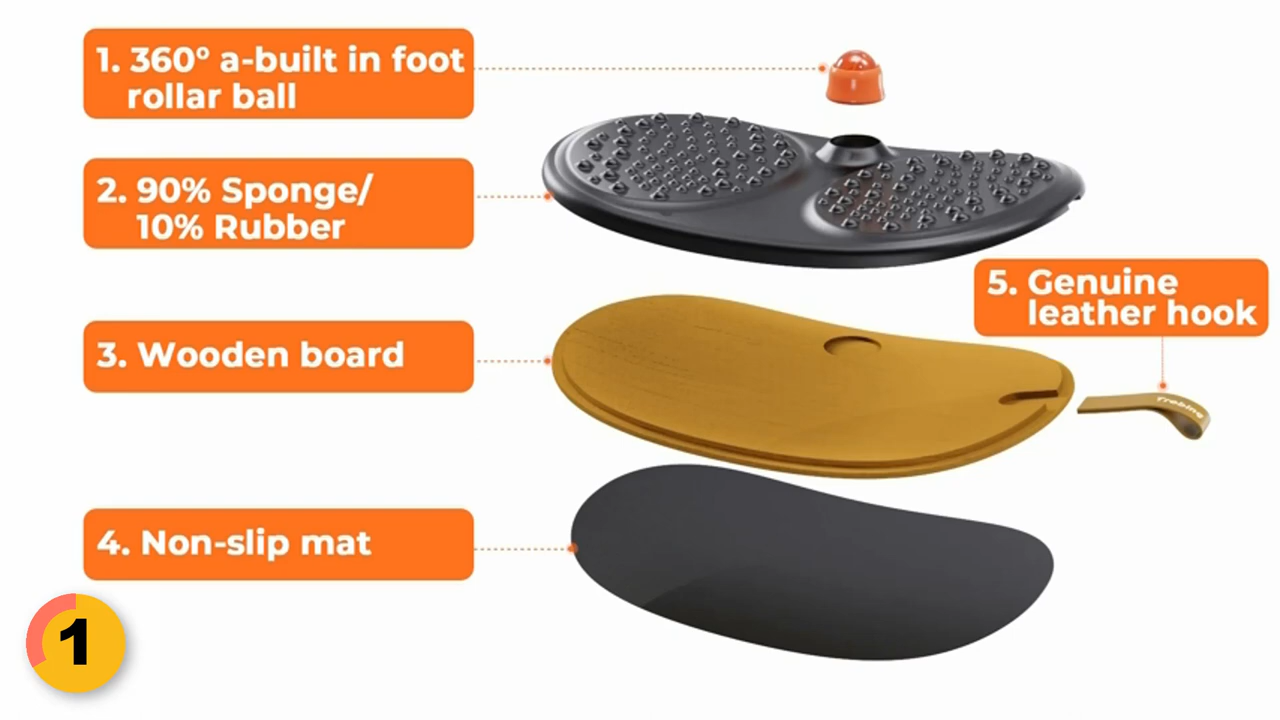 1. 360° a-built in foot
rollar ball
2. 90% Sponge/
10% Rubber
5. Genuine
leather hook
3. Wooden board
Trebing
4. Non-slip mat
1